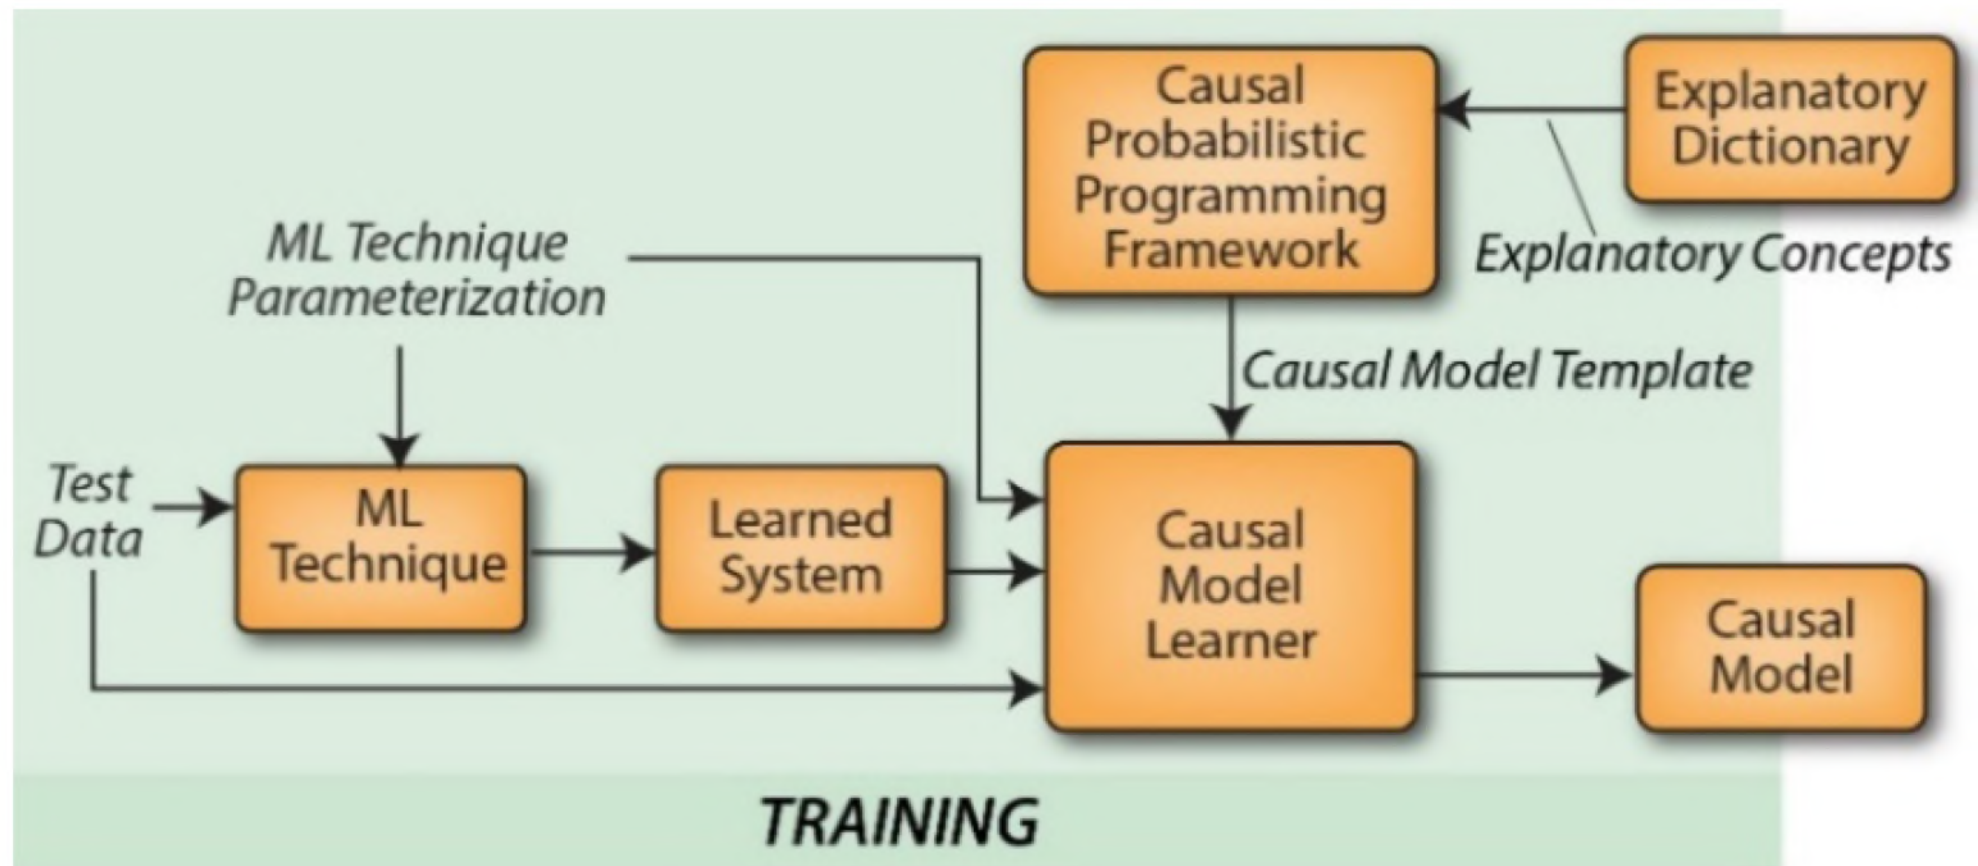 Causal
Probabilistic
Programming
Framework
Explanatory
Dictionary
Explanatory Concepts
ML Technique
Parameterization
Causal Model Template
Test
Data
ML
Technique
Learned
System
Causal
Model
Learner
Causal
Model
TRAINING